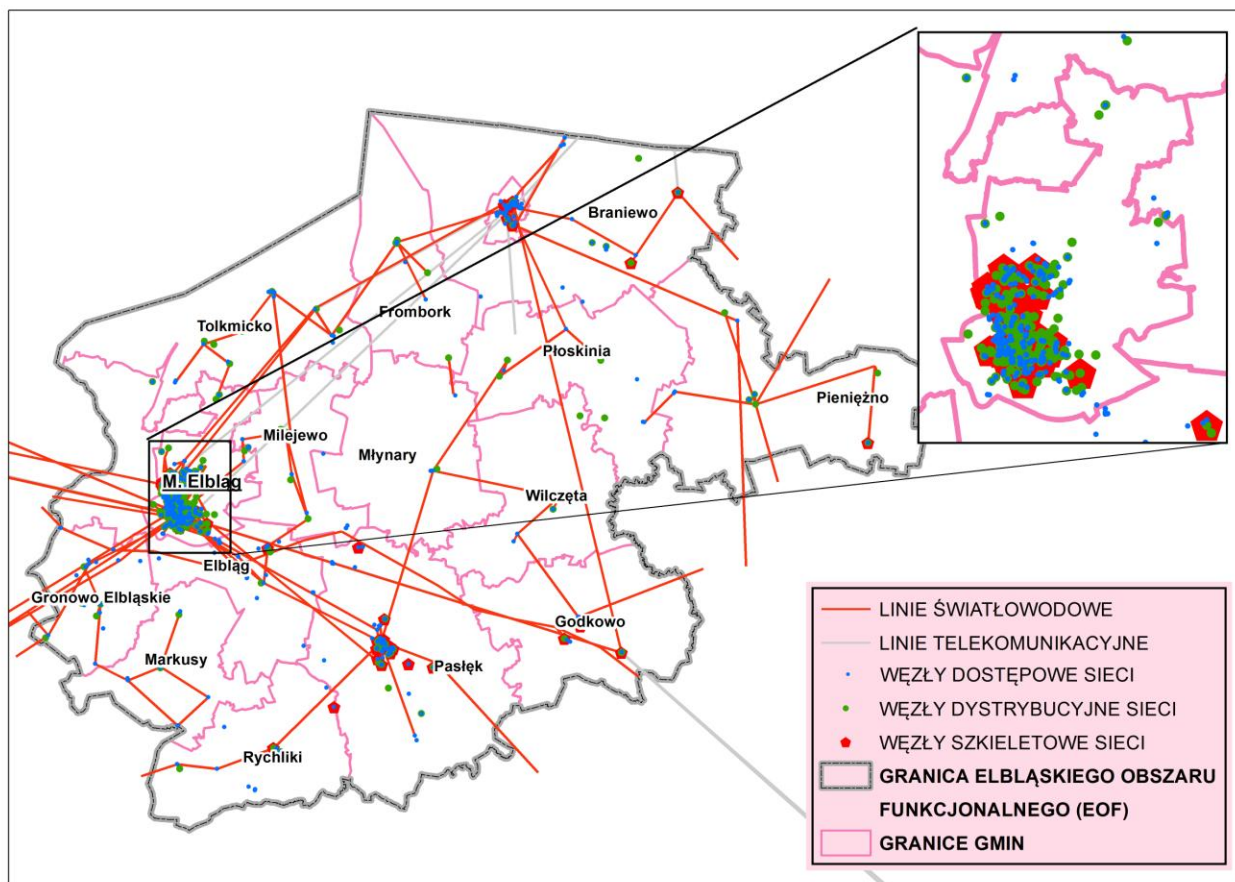 Braniewo
Frombork
Tolkmicko
Płoskinia
Pieniężno
Milejewo
Młynary
M. Elbląg
Wilczęta
Elbląg
Gronowo Elbląskie
Godkowo
Markusy
Pasłęk
Rychliki
LINIE ŚWIATŁOWODOWE
LINIE TELEKOMUNIKACYJNE
WĘZŁY DOSTĘPOWE SIECI
WĘZŁY DYSTRYBUCYJNE SIECI
WĘZŁY SZKIELETOWE SIECI
GRANICA ELBLĄSKIEGO OBSZARU
FUNKCJONALNEGO (EOF)
GRANICE GMIN